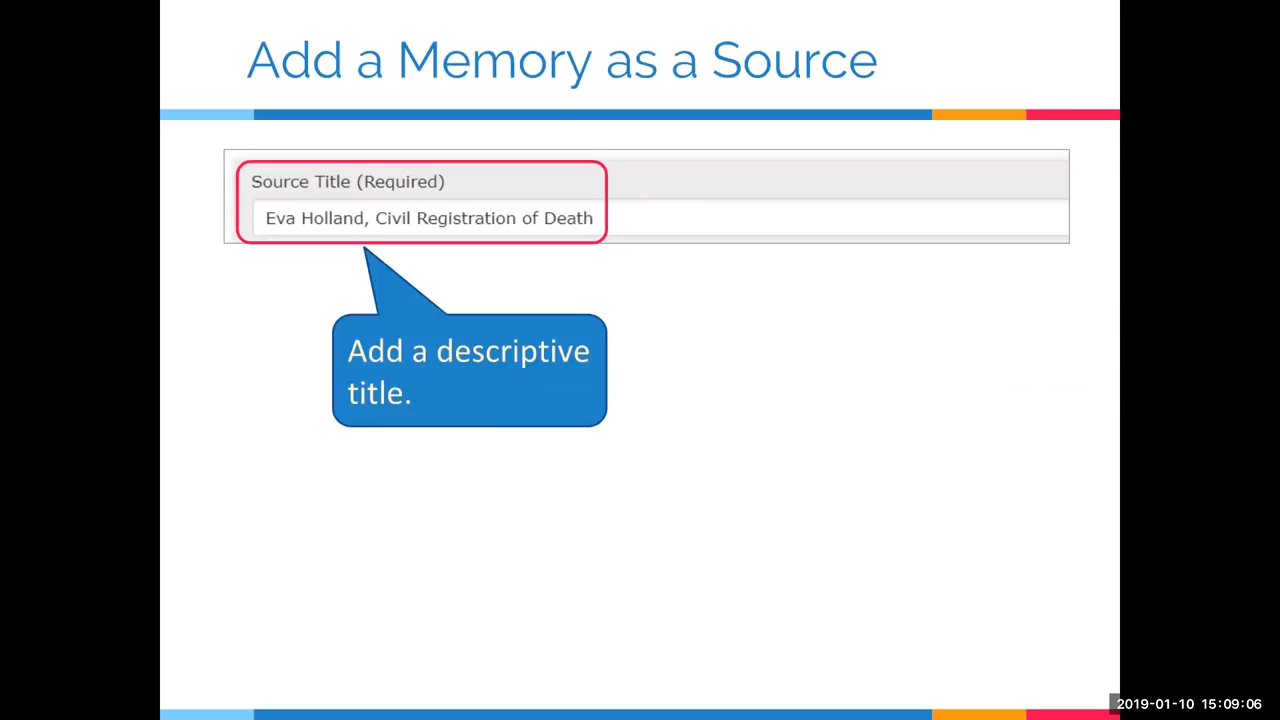 Add a Memory as a Source
Source Title (Required)
Eva Holland, Civil Registration of Death
Add a descriptive
title.
2019-01-10 15:09:06